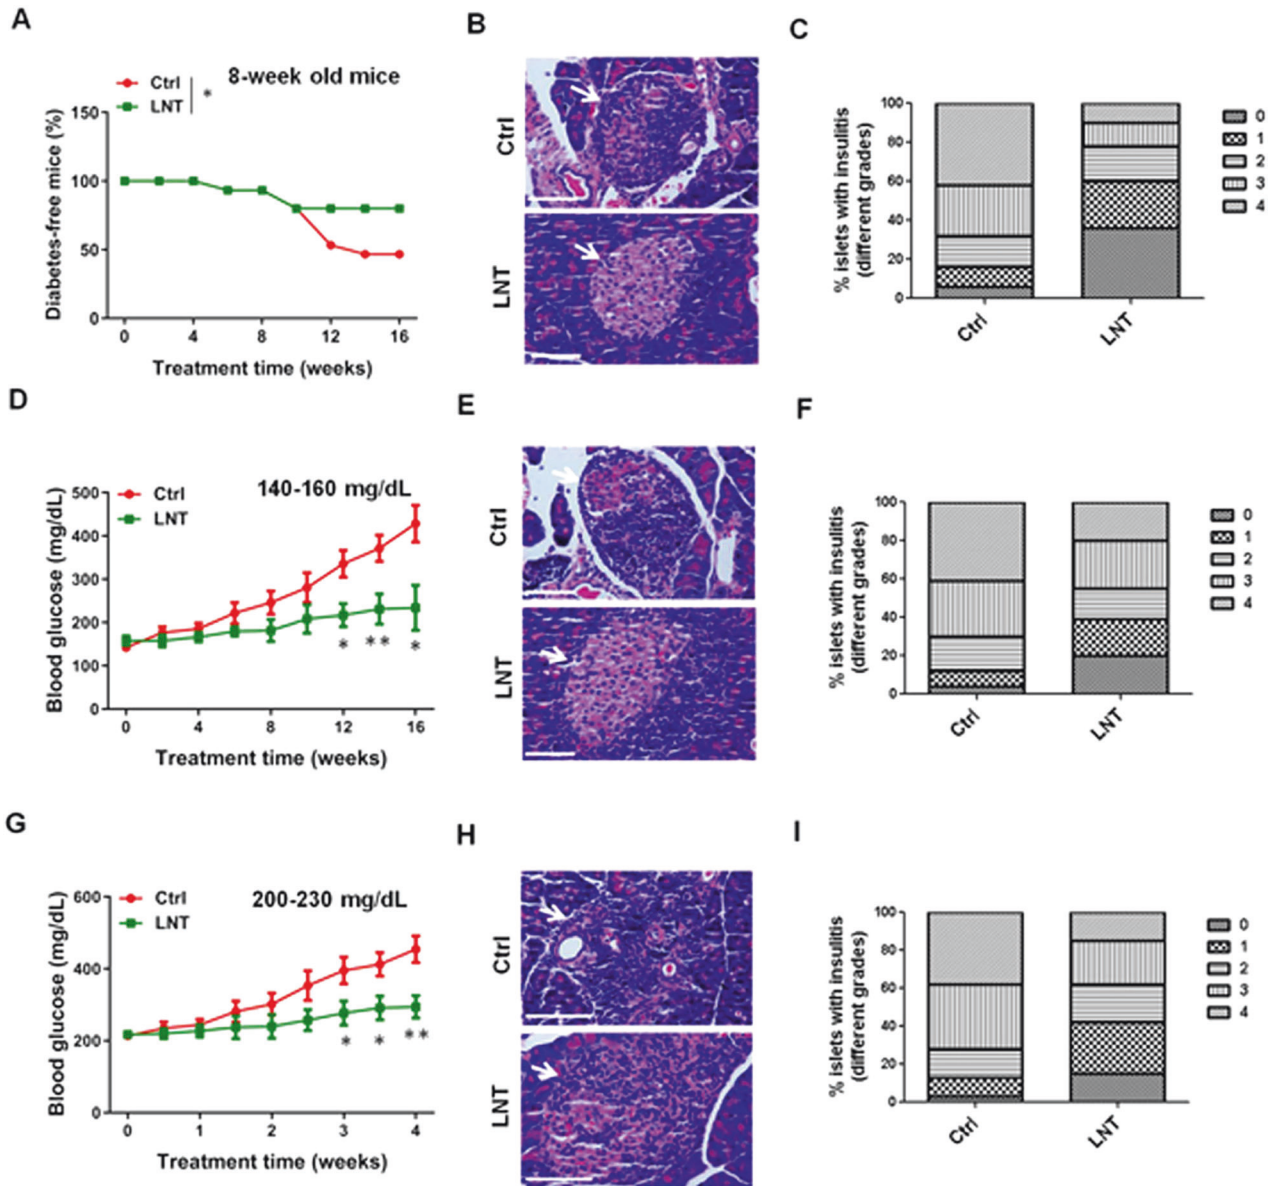 A
8-week old mice
Ctrl
LNT
*
Diabetes-free mice (%)
150
100
50
0
0 4 8 12 16
Treatment time (weeks)
B
Ctrl
LNT
C
% islets with insulitis
(different grades)
100
80
60
40
20
0
Ctrl LNT
0
1
2
3
4
D
140-160 mg/dL
Ctrl
LNT
Blood glucose (mg/dL)
500
400
300
200
100
0
* ** *
0 4 8 12 16
Treatment time (weeks)
E
Ctrl
LNT
F
% islets with insulitis
(different grades)
100
80
60
40
20
0
Ctrl LNT
0
1
2
3
4
G
200-230 mg/dL
Ctrl
LNT
Blood glucose (mg/dL)
600
400
200
0
* * **
0 1 2 3 4
Treatment time (weeks)
H
Ctrl
LNT
I
% islets with insulitis
(different grades)
100
80
60
40
20
0
Ctrl LNT
0
1
2
3
4